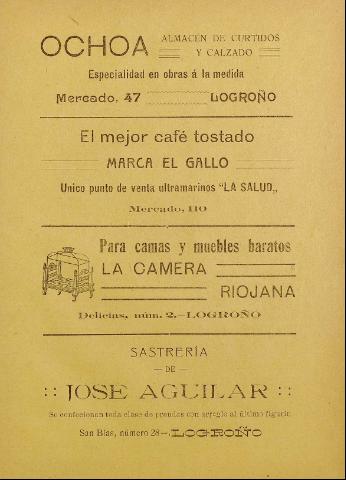 OCHOA ALMACÉN DE CURTIDOS
Y CALZADO
Especialidad en obras á la medida
Mercado, 47 LOGROÑO
El mejor café tostado
MARCA EL GALLO
Unico punto de venta ultramarinos "LA SALUD„
Mercado, 110
Para camas y muebles baratos
LA CAMERA
RIOJANA
Delicias, núm. 2.—LOGROÑO
SASTRERÍA
— DE —
:: JOSE AGUILAR ::
Se confeccionan toda clase de prendas con arreglo al último figurín
San Blas, número 28—LOGROÑO